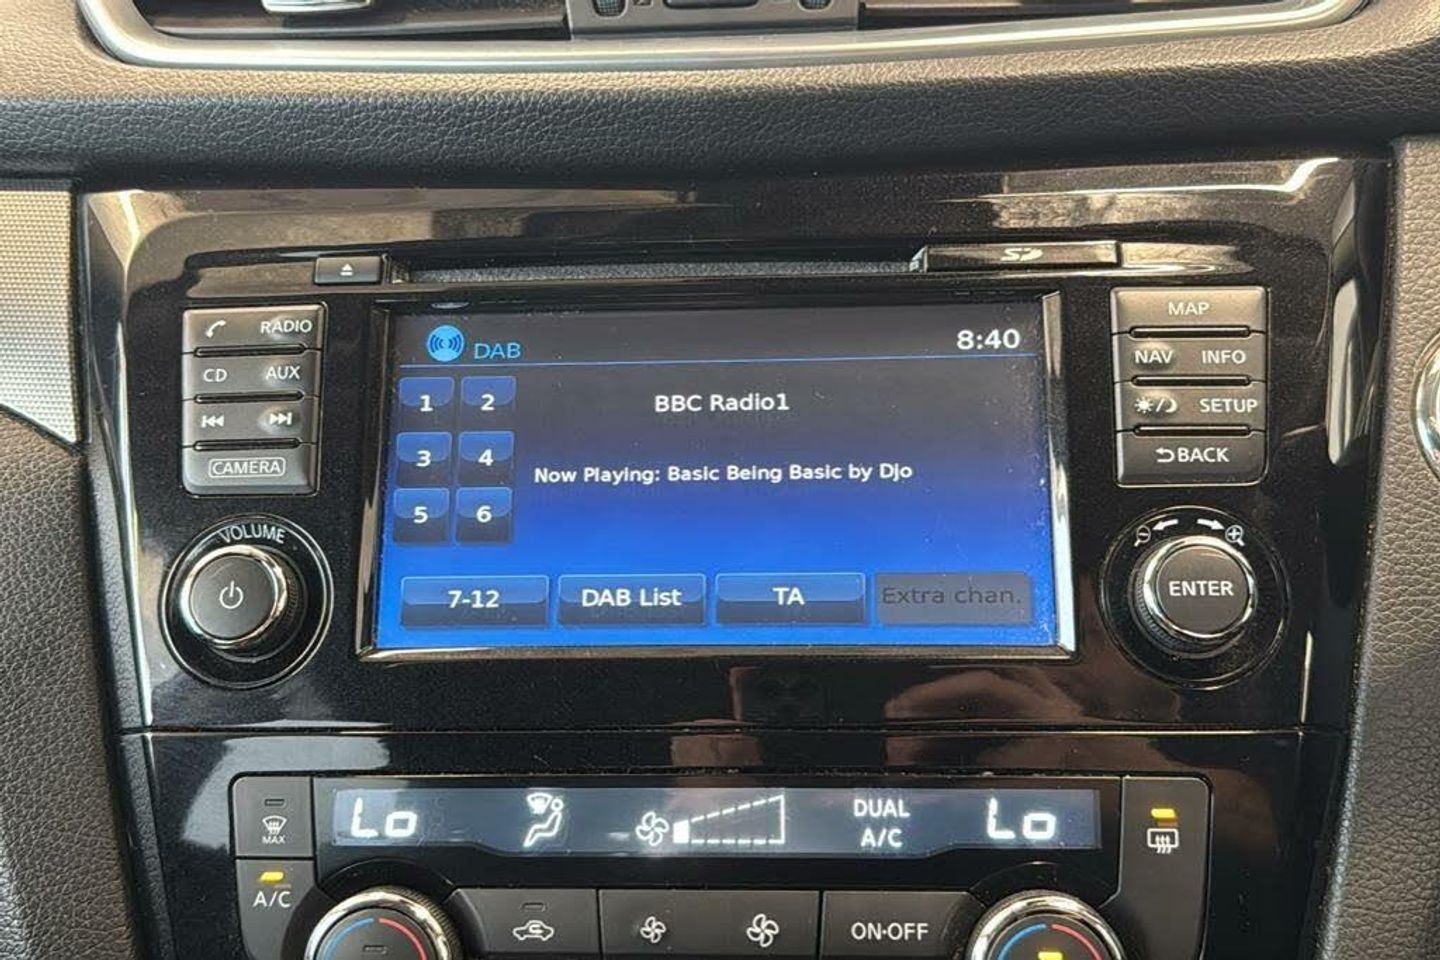 SD
RADIO
CD AUX
CAMERA
VOLUME
DAB 8:40
1 2
3 4
5 6
BBC Radio1
Now Playing: Basic Being Basic by Djo
7-12 DAB List TA Extra chan.
MAP
NAV INFO
SETUP
BACK
ENTER
MAX
A/C
Lo
DUAL
A/C
Lo
ON·OFF